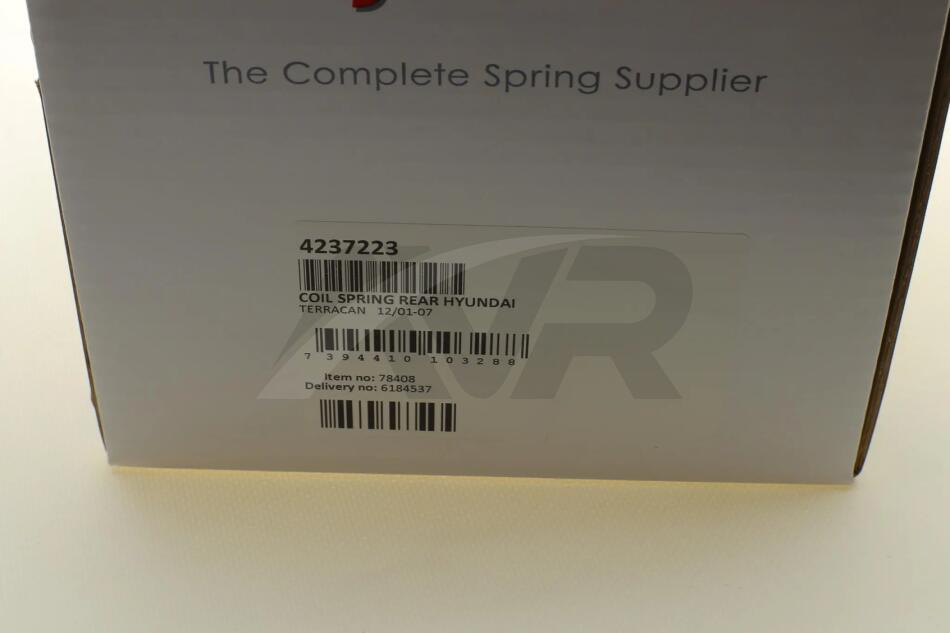 The Complete Spring Supplier
4237223
COIL SPRING REAR HYUNDAI
TERRACAN 12/01-07
7 394410 103288
Item no: 78408
Delivery no: 6184537
AVR